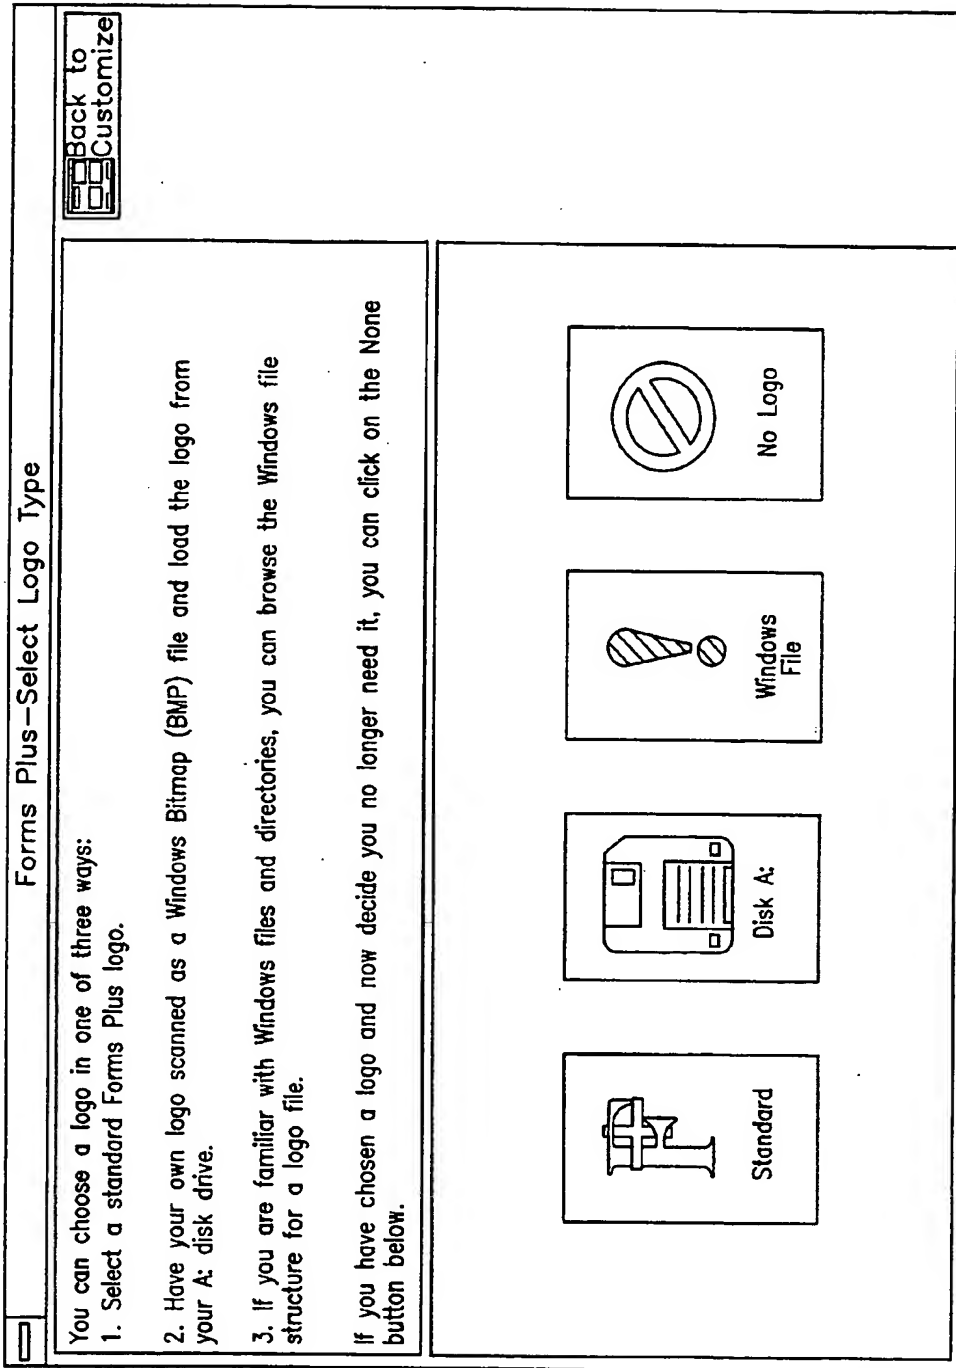 Forms Plus—Select Logo Type
Back to
Customize
You can choose a logo in one of three ways:
1. Select a standard Forms Plus logo.
2. Have your own logo scanned as a Windows Bitmap (BMP) file and load the logo from
your A: disk drive.
3. If you are familiar with Windows files and directories, you can browse the Windows file
structure for a logo file.
If you have chosen a logo and now decide you no longer need it, you can click on the None
button below.
Standard
Disk A:
Windows
File
No Logo